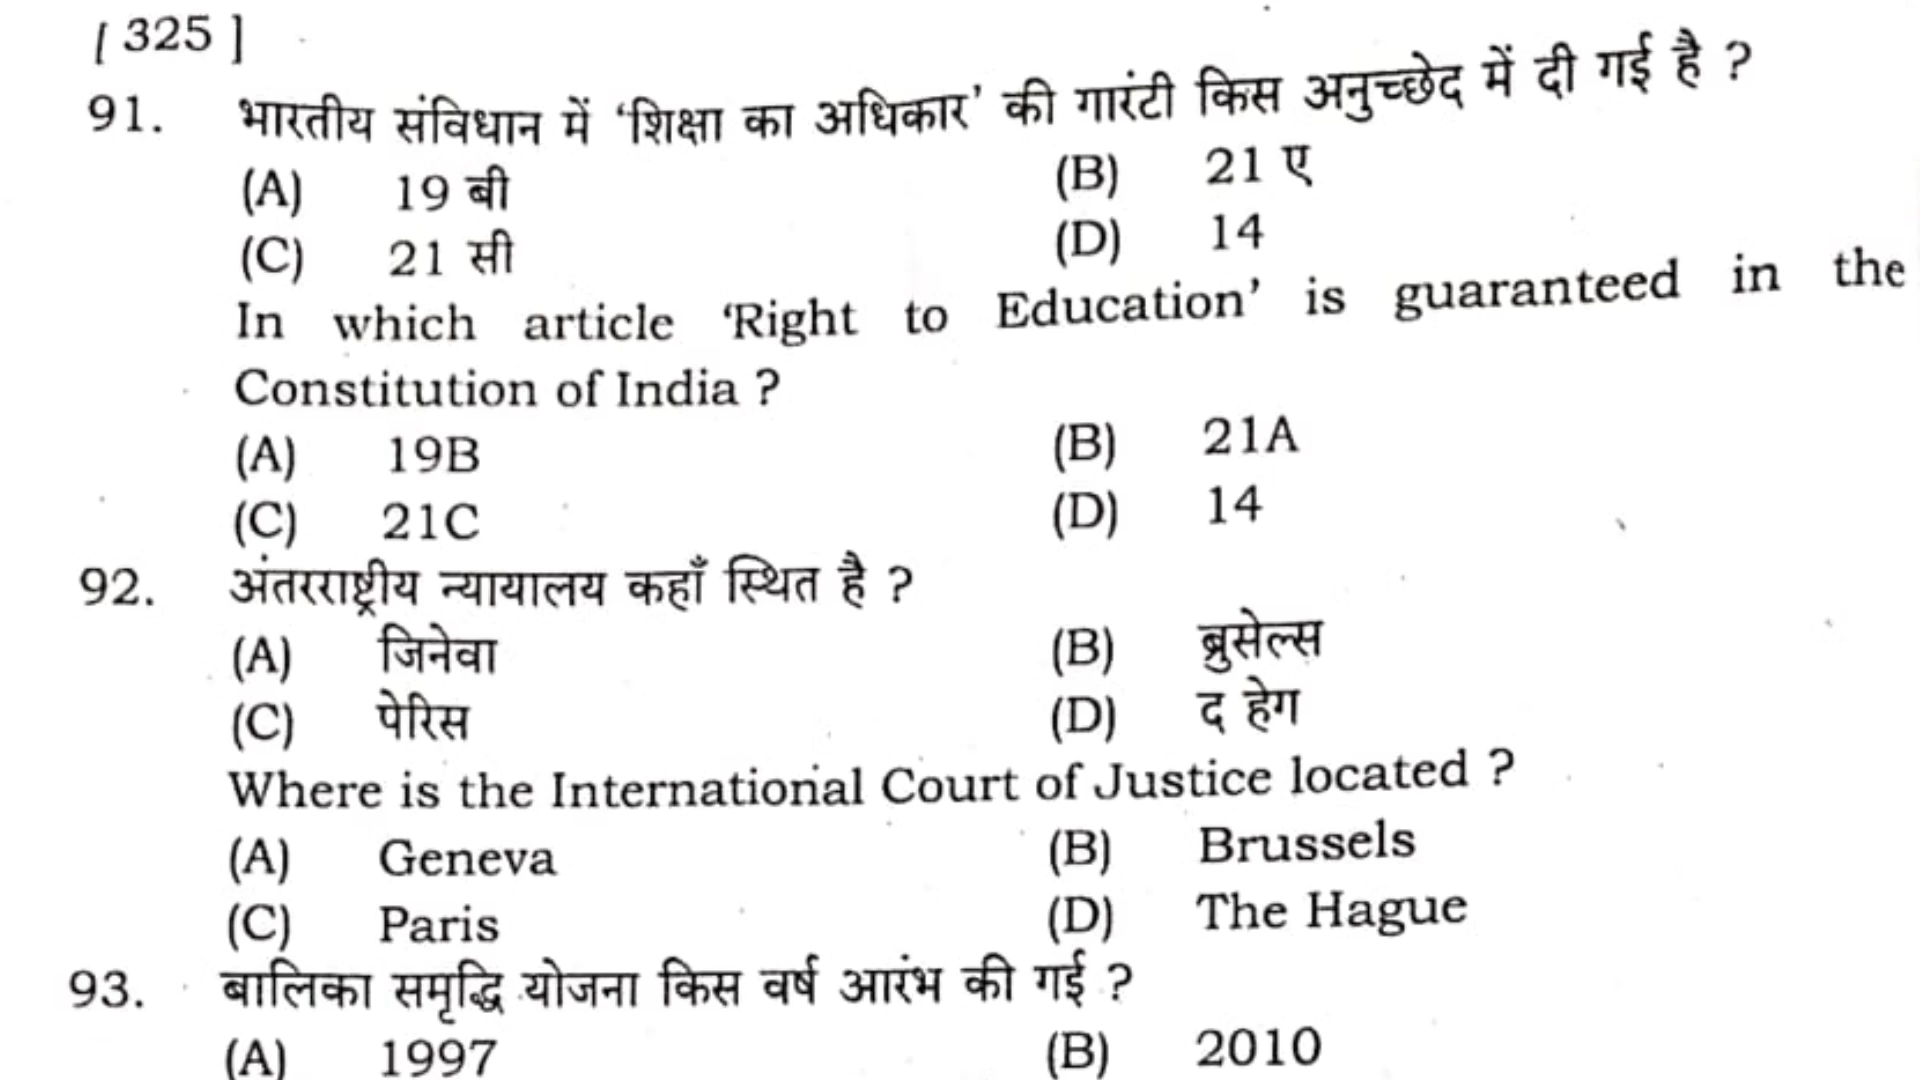 [ 325 ]
91. भारतीय संविधान में ‘शिक्षा का अधिकार’ की गारंटी किस अनुच्छेद में दी गई है ?
(A) 19 बी (B) 21 ए
(C) 21 सी (D) 14
In which article ‘Right to Education’ is guaranteed in the
Constitution of India ?
(A) 19B (B) 21A
(C) 21C (D) 14
92. अंतरराष्ट्रीय न्यायालय कहाँ स्थित है ?
(A) जिनेवा (B) ब्रुसेल्स
(C) पेरिस (D) द हेग
Where is the International Court of Justice located ?
(A) Geneva (B) Brussels
(C) Paris (D) The Hague
93. बालिका समृद्धि योजना किस वर्ष आरंभ की गई ?
(A) 1997 (B) 2010